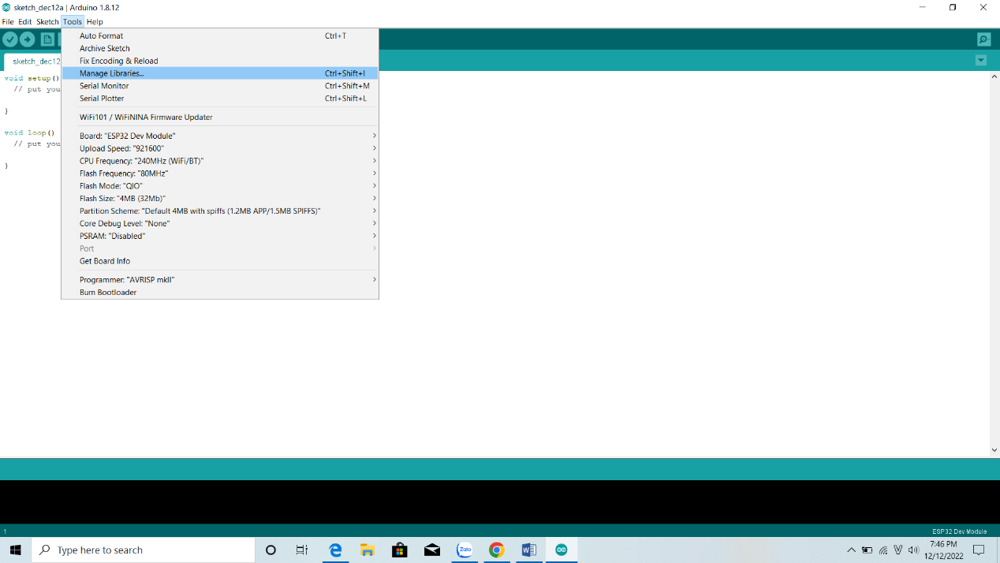 sketch_dec12a | Arduino 1.8.12
File Edit Sketch Tools Help
Auto Format Ctrl+T
Archive Sketch
Fix Encoding & Reload
Manage Libraries... Ctrl+Shift+I
Serial Monitor Ctrl+Shift+M
Serial Plotter Ctrl+Shift+L
WiFi101 / WiFiNINA Firmware Updater
Board: "ESP32 Dev Module"
Upload Speed: "921600"
CPU Frequency: "240MHz (WiFi/BT)"
Flash Frequency: "80MHz"
Flash Mode: "QIO"
Flash Size: "4MB (32Mb)"
Partition Scheme: "Default 4MB with spiffs (1.2MB APP/1.5MB SPIFFS)"
Core Debug Level: "None"
PSRAM: "Disabled"
Port
Get Board Info
Programmer: "AVRISP mkII"
Burn Bootloader
sketch_dec12
void setup()
// put you
}
void loop()
// put you
}
1 ESP32 Dev Module
Type here to search
Zalo
7:46 PM
12/12/2022